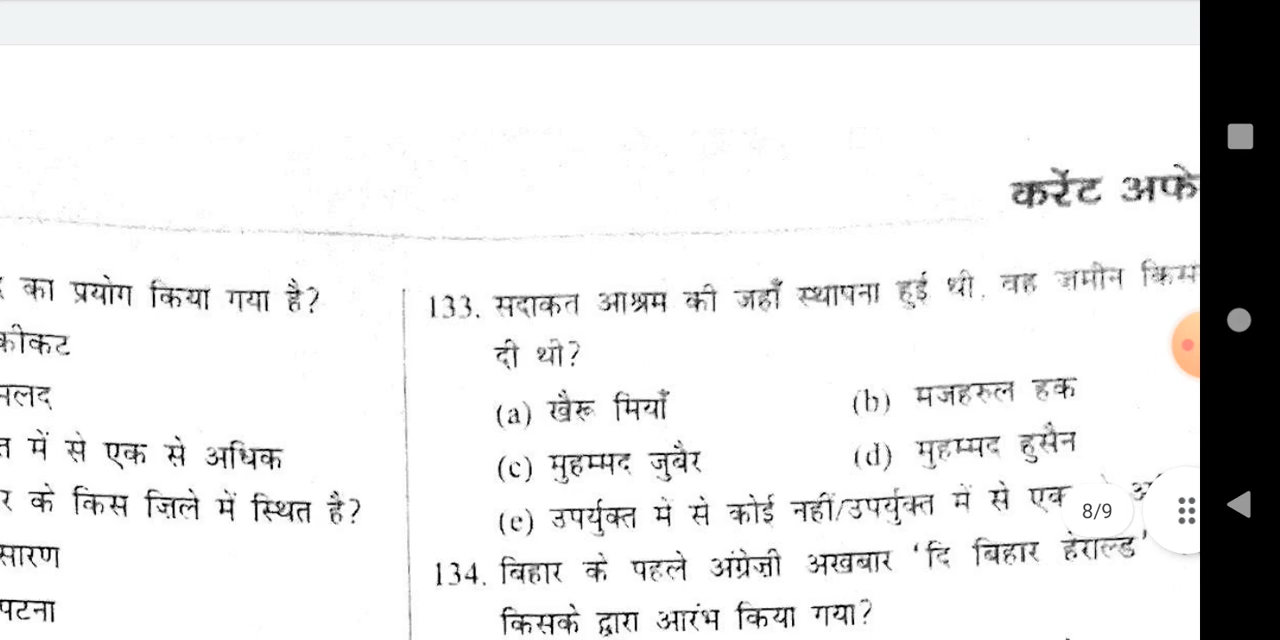 करेंट अफे
का प्रयोग किया गया है?
कीकट
मलद
में से एक से अधिक
के किस ज़िले में स्थित है?
सारण
पटना
133. सदाकत आश्रम की जहाँ स्थापना हुई थी, वह जमीन किस
दी थी?
(a) खैरू मियाँ (b) मजहरुल हक
(c) मुहम्मद जुबैर (d) मुहम्मद हुसैन
(e) उपर्युक्त में से कोई नहीं/उपर्युक्त में से एक
8/9
134. बिहार के पहले अंग्रेज़ी अखबार ‘दि बिहार हेराल्ड’
किसके द्वारा आरंभ किया गया?